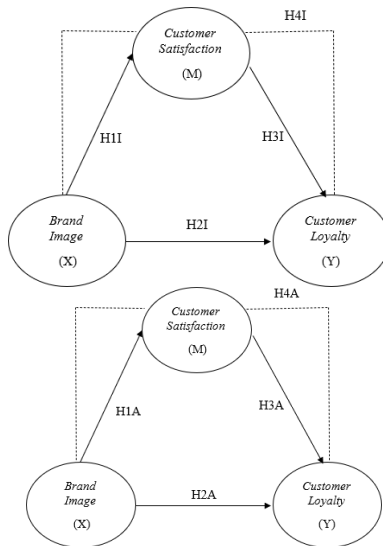 H4I
Customer
Satisfaction
(M)
H1I
H3I
Brand
Image
(X)
H2I
Customer
Loyalty
(Y)
H4A
Customer
Satisfaction
(M)
H1A
H3A
Brand
Image
(X)
H2A
Customer
Loyalty
(Y)